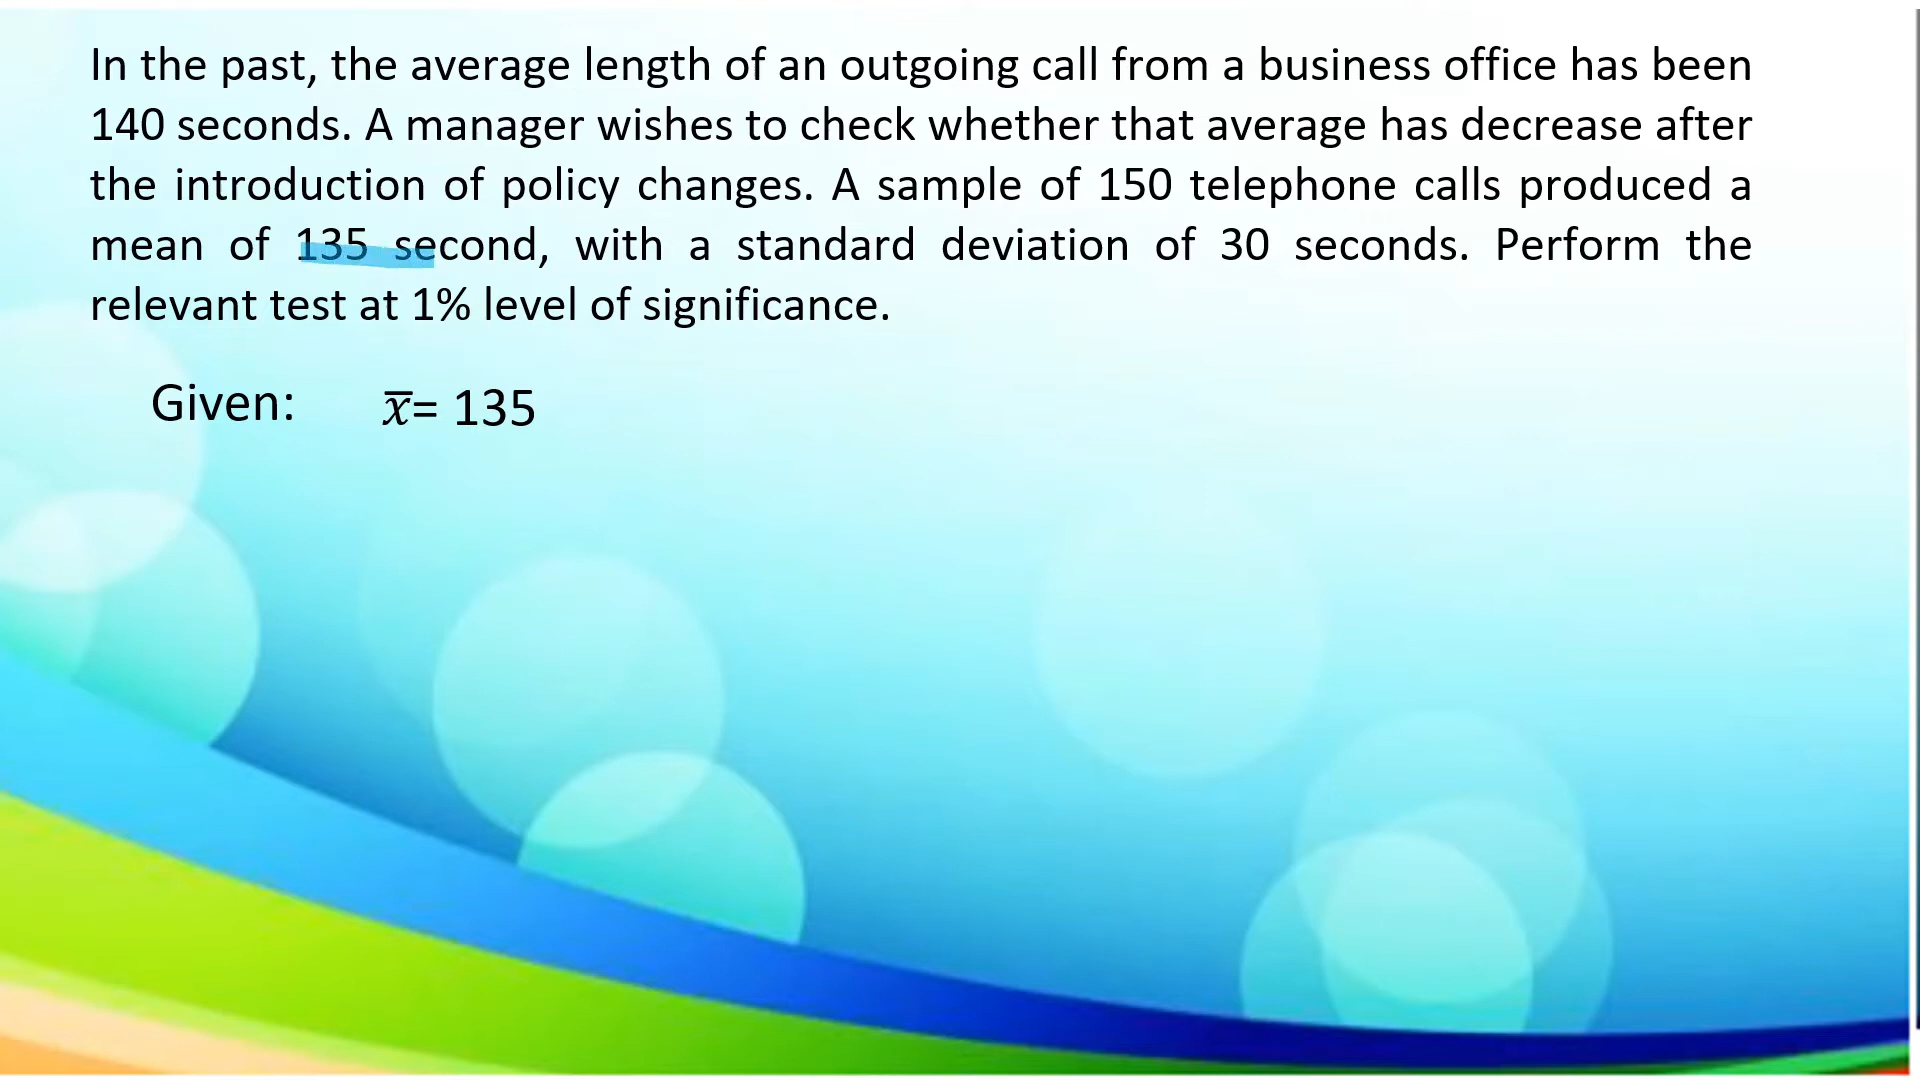 In the past, the average length of an outgoing call from a business office has been
140 seconds. A manager wishes to check whether that average has decrease after
the introduction of policy changes. A sample of 150 telephone calls produced a
mean of 135 second, with a standard deviation of 30 seconds. Perform the
relevant test at 1% level of significance.
Given: x̅= 135